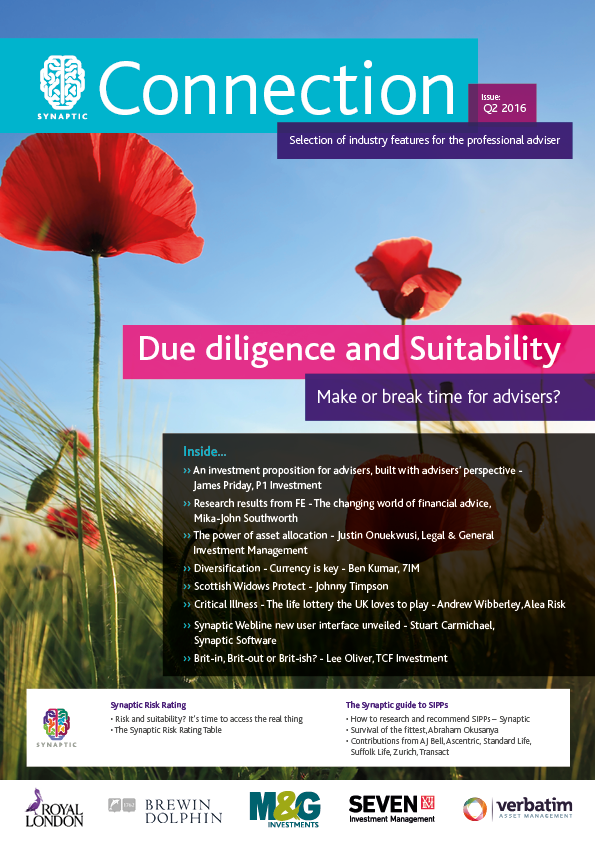 SYNAPTIC
Connection
Issue:
Q2 2016
Selection of industry features for the professional adviser
Due diligence and Suitability
Make or break time for advisers?
Inside...
›› An investment proposition for advisers, built with advisers' perspective -
James Priday, P1 Investment
›› Research results from FE - The changing world of financial advice,
Mika-John Southworth
›› The power of asset allocation - Justin Onuekwusi, Legal & General
Investment Management
›› Diversification - Currency is key - Ben Kumar, 7IM
›› Scottish Widows Protect - Johnny Timpson
›› Critical Illness - The life lottery the UK loves to play - Andrew Wibberley, Alea Risk
›› Synaptic Webline new user interface unveiled - Stuart Carmichael,
Synaptic Software
›› Brit-in, Brit-out or Brit-ish? - Lee Oliver, TCF Investment
SYNAPTIC
Synaptic Risk Rating
• Risk and suitability? It's time to access the real thing
• The Synaptic Risk Rating Table
The Synaptic guide to SIPPs
• How to research and recommend SIPPs – Synaptic
• Survival of the fittest, Abraham Okusanya
• Contributions from AJ Bell, Ascentric, Standard Life,
Suffolk Life, Zurich, Transact
ROYAL
LONDON
BREWIN
DOLPHIN
M&G
INVESTMENTS
SEVEN
Investment Management
verbatim
ASSET MANAGEMENT